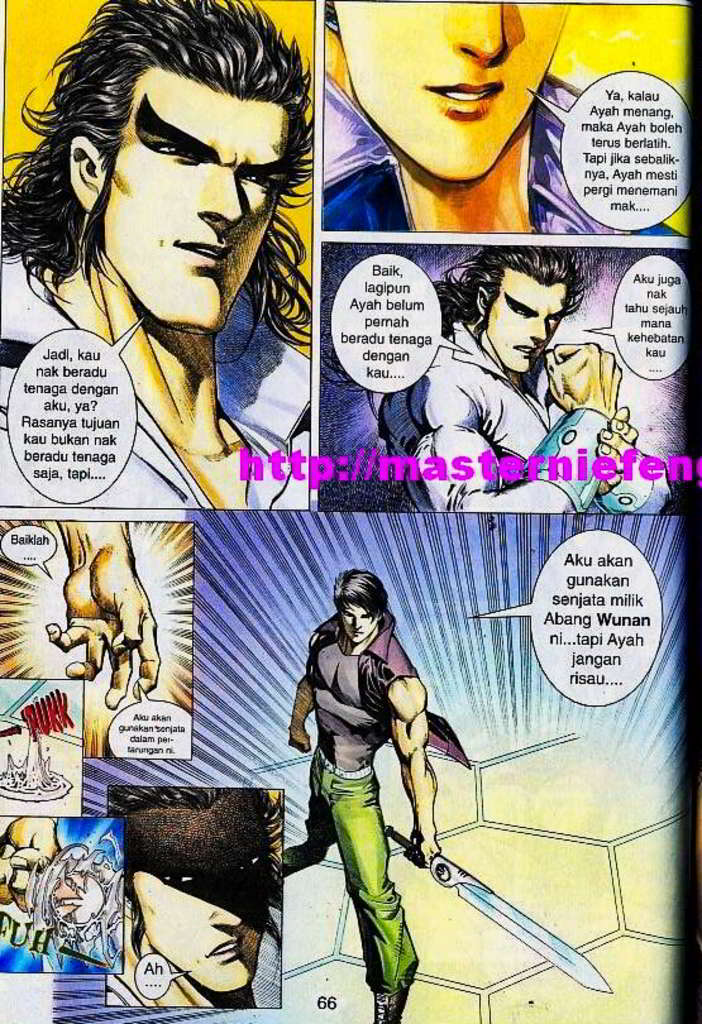 Jadi, kau
nak beradu
tenaga dengan
aku, ya?
Rasanya tujuan
kau bukan nak
beradu tenaga
saja, tapi....
Ya, kalau
Ayah menang,
maka Ayah boleh
terus berlatih.
Tapi jika sebalik-
nya, Ayah mesti
pergi menemani
mak....
Baik,
lagipun
Ayah belum
pernah
beradu tenaga
dengan
kau....
Aku juga
nak
tahu sejauh
mana
kehebatan
kau
....
http://masterniefeng
Baiklah
....
Aku akan
gunakan senjata
dalam per-
tarungan ni.
Aku akan
gunakan
senjata milik
Abang Wunan
ni...tapi Ayah
jangan
risau....
FUH
Ah
....
66